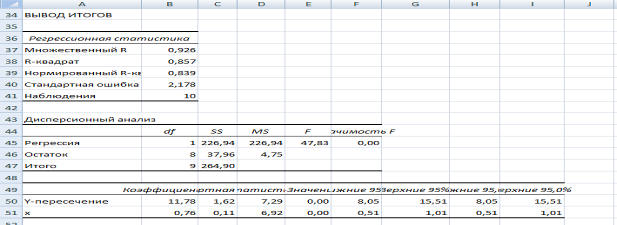 A B C D E F G H I J
34 ВЫВОД ИТОГОВ
35
36 Регрессионная статистика
37 Множественный R 0,926
38 R-квадрат 0,857
39 Нормированный R-кв 0,839
40 Стандартная ошибка 2,178
41 Наблюдения 10
42
43 Дисперсионный анализ
44 df SS MS F ачимость F
45 Регрессия 1 226,94 226,94 47,83 0,00
46 Остаток 8 37,96 4,75
47 Итого 9 264,90
48
49 Коэффициен ртная татист Значени жние 95 ерхние 95% жние 95, ерхние 95,0%
50 Y-пересечение 11,78 1,62 7,29 0,00 8,05 15,51 8,05 15,51
51 x 0,76 0,11 6,92 0,00 0,51 1,01 0,51 1,01